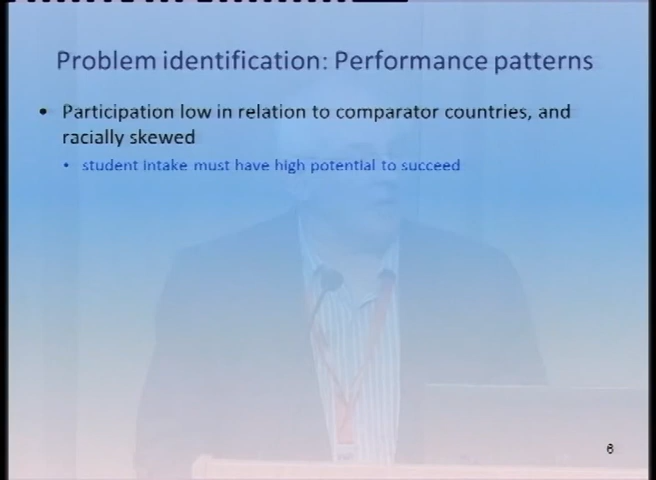 Problem identification: Performance patterns
• Participation low in relation to comparator countries, and
racially skewed
• student intake must have high potential to succeed
6